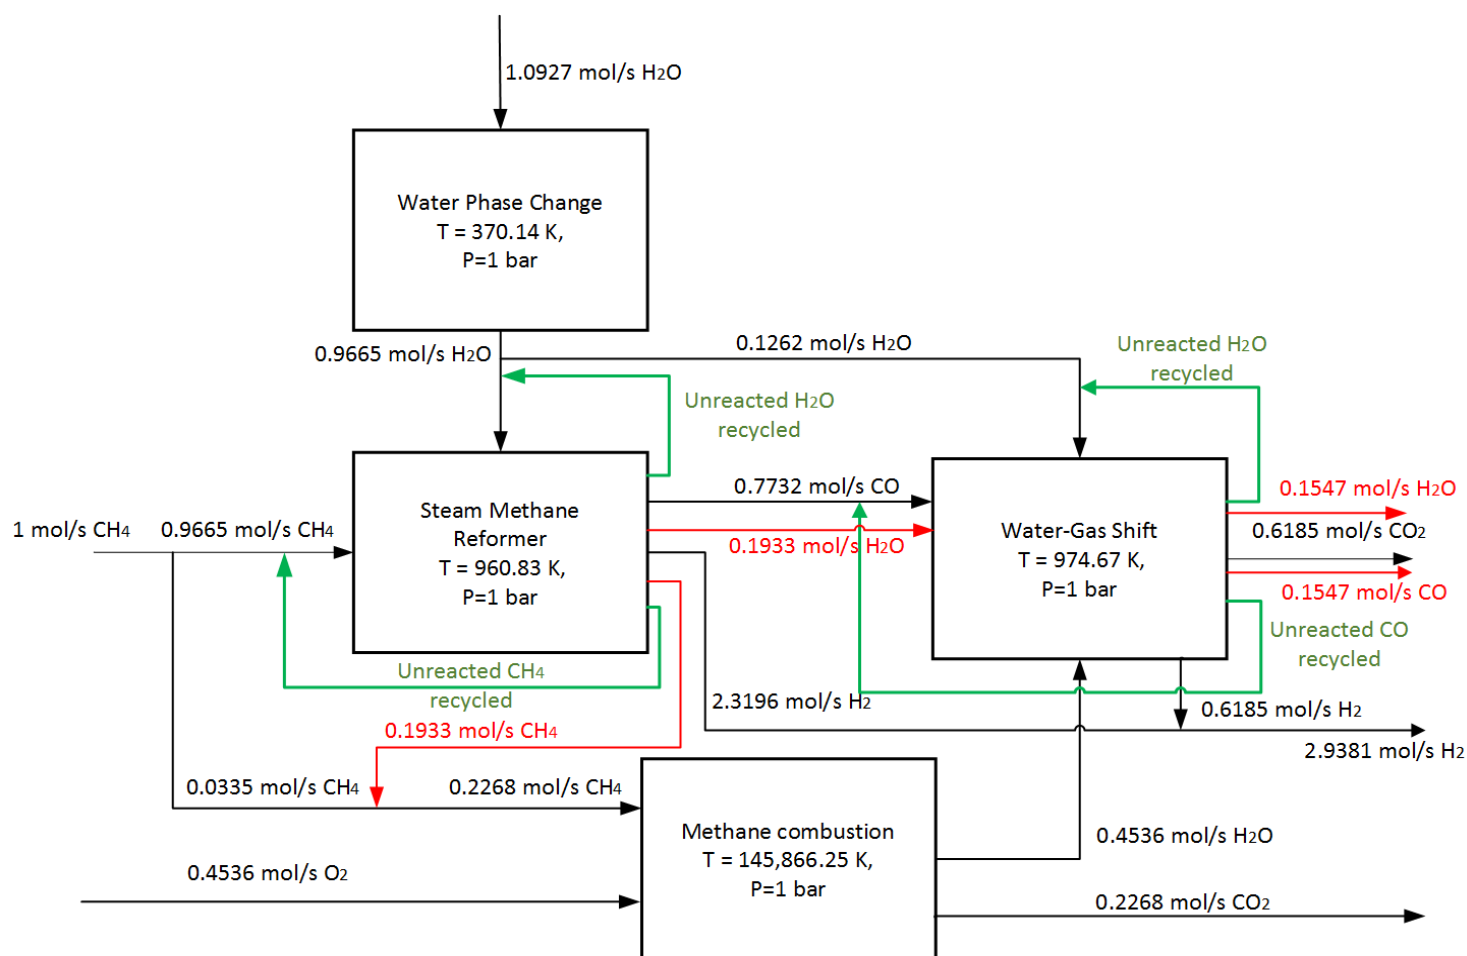 1.0927 mol/s H2O
Water Phase Change
T = 370.14 K,
P=1 bar
0.9665 mol/s H2O
0.1262 mol/s H2O
Unreacted H2O
recycled
Unreacted H2O
recycled
1 mol/s CH4
0.9665 mol/s CH4
Steam Methane
Reformer
T = 960.83 K,
P=1 bar
0.7732 mol/s CO
0.1933 mol/s H2O
Water-Gas Shift
T = 974.67 K,
P=1 bar
0.1547 mol/s H2O
0.6185 mol/s CO2
0.1547 mol/s CO
Unreacted CO
recycled
Unreacted CH4
recycled
0.1933 mol/s CH4
2.3196 mol/s H2
0.6185 mol/s H2
2.9381 mol/s H2
0.0335 mol/s CH4
0.2268 mol/s CH4
0.4536 mol/s O2
Methane combustion
T = 145,866.25 K,
P=1 bar
0.4536 mol/s H2O
0.2268 mol/s CO2